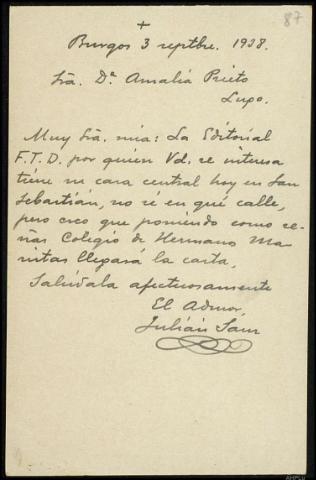 87
+
Burgos 3 septbre. 1938.
Sra. Dª Amalia Prieto
Lugo.
Muy Sra. mia: La Editorial
F.T.D. por quien Vd. se interesa
tiene su casa central hoy en San
Sebastián, no sé en qué calle,
pero creo que poniendo como se-
ñas Colegio de Hermanos Ma-
ristas llegará la carta,
Salúdala afectuosamente
El Admor,
Julián
AHPLU